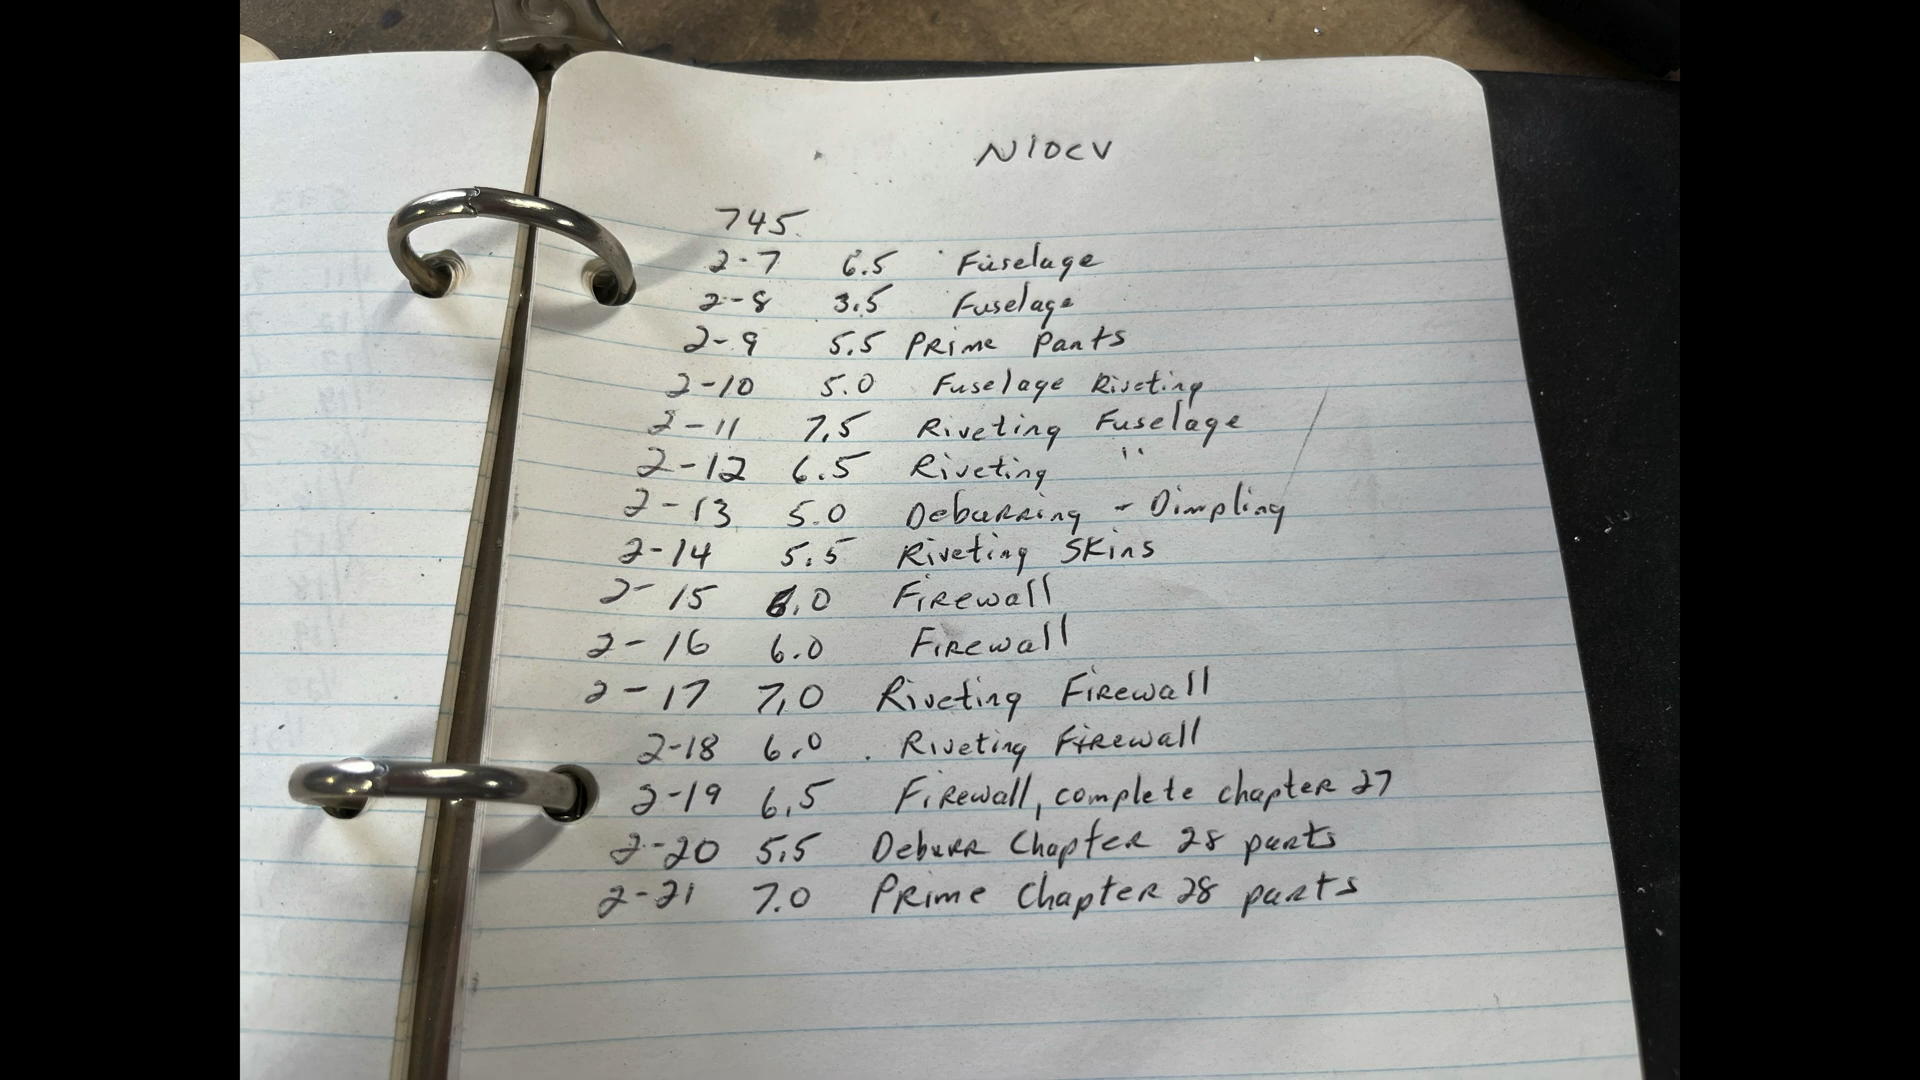 N10CV
745
2-7 6.5 Fuselage
2-8 3.5 Fuselage
2-9 5.5 Prime Parts
2-10 5.0 Fuselage Riveting
2-11 7.5 Riveting Fuselage
2-12 6.5 Riveting "
2-13 5.0 Deburring - Dimpling
2-14 5.5 Riveting Skins
2-15 6.0 Firewall
2-16 6.0 Firewall
2-17 7.0 Riveting Firewall
2-18 6.0 Riveting Firewall
2-19 6.5 Firewall, complete chapter 27
2-20 5.5 Deburr Chapter 28 parts
2-21 7.0 Prime Chapter 28 parts